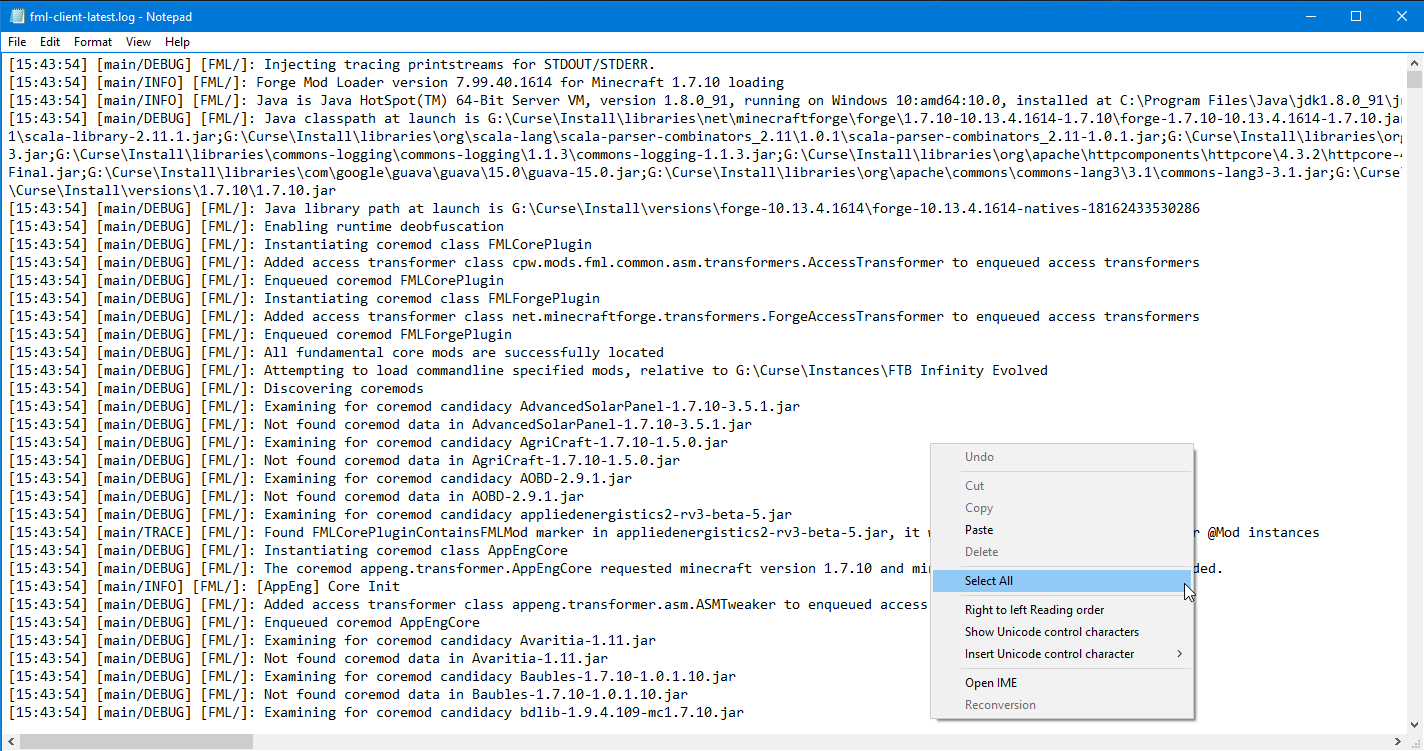 fml-client-latest.log - Notepad
File Edit Format View Help
[15:43:54] [main/DEBUG] [FML/]: Injecting tracing printstreams for STDOUT/STDERR.
[15:43:54] [main/INFO] [FML/]: Forge Mod Loader version 7.99.40.1614 for Minecraft 1.7.10 loading
[15:43:54] [main/INFO] [FML/]: Java is Java HotSpot(TM) 64-Bit Server VM, version 1.8.0_91, running on Windows 10:amd64:10.0, installed at C:\Program Files\Java\jdk1.8.0_91\j
[15:43:54] [main/DEBUG] [FML/]: Java classpath at launch is G:\Curse\Install\libraries\net\minecraftforge\forge\1.7.10-10.13.4.1614-1.7.10\forge-1.7.10-10.13.4.1614-1.7.10.ja
1\scala-library-2.11.1.jar;G:\Curse\Install\libraries\org\scala-lang\scala-parser-combinators_2.11\1.0.1\scala-parser-combinators_2.11-1.0.1.jar;G:\Curse\Install\libraries\or
3.jar;G:\Curse\Install\libraries\commons-logging\commons-logging\1.1.3\commons-logging-1.1.3.jar;G:\Curse\Install\libraries\org\apache\httpcomponents\httpcore\4.3.2\httpcore-
Final.jar;G:\Curse\Install\libraries\com\google\guava\guava\15.0\guava-15.0.jar;G:\Curse\Install\libraries\org\apache\commons\commons-lang3\3.1\commons-lang3-3.1.jar;G:\Curse
\Curse\Install\versions\1.7.10\1.7.10.jar
[15:43:54] [main/DEBUG] [FML/]: Java library path at launch is G:\Curse\Install\versions\forge-10.13.4.1614\forge-10.13.4.1614-natives-18162433530286
[15:43:54] [main/DEBUG] [FML/]: Enabling runtime deobfuscation
[15:43:54] [main/DEBUG] [FML/]: Instantiating coremod class FMLCorePlugin
[15:43:54] [main/DEBUG] [FML/]: Added access transformer class cpw.mods.fml.common.asm.transformers.AccessTransformer to enqueued access transformers
[15:43:54] [main/DEBUG] [FML/]: Enqueued coremod FMLCorePlugin
[15:43:54] [main/DEBUG] [FML/]: Instantiating coremod class FMLForgePlugin
[15:43:54] [main/DEBUG] [FML/]: Added access transformer class net.minecraftforge.transformers.ForgeAccessTransformer to enqueued access transformers
[15:43:54] [main/DEBUG] [FML/]: Enqueued coremod FMLForgePlugin
[15:43:54] [main/DEBUG] [FML/]: All fundamental core mods are successfully located
[15:43:54] [main/DEBUG] [FML/]: Attempting to load commandline specified mods, relative to G:\Curse\Instances\FTB Infinity Evolved
[15:43:54] [main/DEBUG] [FML/]: Discovering coremods
[15:43:54] [main/DEBUG] [FML/]: Examining for coremod candidacy AdvancedSolarPanel-1.7.10-3.5.1.jar
[15:43:54] [main/DEBUG] [FML/]: Not found coremod data in AdvancedSolarPanel-1.7.10-3.5.1.jar
[15:43:54] [main/DEBUG] [FML/]: Examining for coremod candidacy AgriCraft-1.7.10-1.5.0.jar
[15:43:54] [main/DEBUG] [FML/]: Not found coremod data in AgriCraft-1.7.10-1.5.0.jar
[15:43:54] [main/DEBUG] [FML/]: Examining for coremod candidacy AOBD-2.9.1.jar
[15:43:54] [main/DEBUG] [FML/]: Not found coremod data in AOBD-2.9.1.jar
[15:43:54] [main/DEBUG] [FML/]: Examining for coremod candidacy appliedenergistics2-rv3-beta-5.jar
[15:43:54] [main/TRACE] [FML/]: Found FMLCorePluginContainsFMLMod marker in appliedenergistics2-rv3-beta-5.jar, it r @Mod instances
[15:43:54] [main/DEBUG] [FML/]: Instantiating coremod class AppEngCore
[15:43:54] [main/DEBUG] [FML/]: The coremod appeng.transformer.AppEngCore requested minecraft version 1.7.10 and mi ded.
[15:43:54] [main/INFO] [FML/]: [AppEng] Core Init
[15:43:54] [main/DEBUG] [FML/]: Added access transformer class appeng.transformer.asm.ASMTweaker to enqueued access
[15:43:54] [main/DEBUG] [FML/]: Enqueued coremod AppEngCore
[15:43:54] [main/DEBUG] [FML/]: Examining for coremod candidacy Avaritia-1.11.jar
[15:43:54] [main/DEBUG] [FML/]: Not found coremod data in Avaritia-1.11.jar
[15:43:54] [main/DEBUG] [FML/]: Examining for coremod candidacy Baubles-1.7.10-1.0.1.10.jar
[15:43:54] [main/DEBUG] [FML/]: Not found coremod data in Baubles-1.7.10-1.0.1.10.jar
[15:43:54] [main/DEBUG] [FML/]: Examining for coremod candidacy bdlib-1.9.4.109-mc1.7.10.jar
Undo
Cut
Copy
Paste
Delete
Select All
Right to left Reading order
Show Unicode control characters
Insert Unicode control character
Open IME
Reconversion